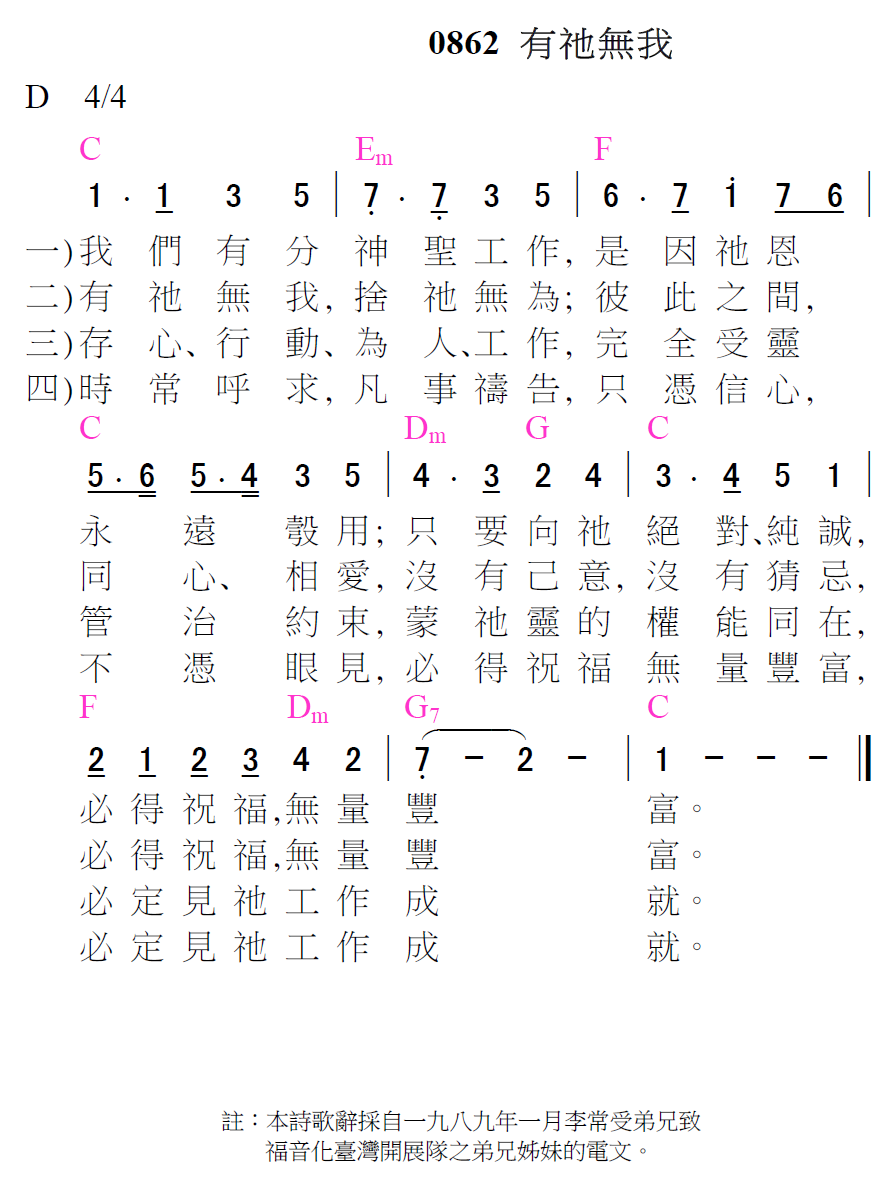 0862 有祂無我
D 4/4
C Em F
1 · 1 3 5 | 7 · 7 3 5 | 6 · 7 1 7 6 |
一)我們有分神聖工作,是因祂恩
二)有祂無我,捨祂無為;彼此之間,
三)存心、行動、為人、工作,完全受靈
四)時常呼求,凡事禱告,只憑信心,
C Dm G C
5 · 6 5 · 4 3 5 | 4 · 3 2 4 | 3 · 4 5 1 |
永遠彀用;只要向祂絕對、純誠,
同心、相愛,沒有己意,沒有猜忌,
管治約束,蒙祂靈的權能同在,
不憑眼見,必得祝福無量豐富,
F Dm G7 C
2 1 2 3 4 2 | 7 - 2 - | 1 - - - ||
必得祝福,無量豐富。
必得祝福,無量豐富。
必定見祂工作成就。
必定見祂工作成就。
註：本詩歌辭採自一九八九年一月李常受弟兄致
福音化臺灣開展隊之弟兄姊妹的電文。